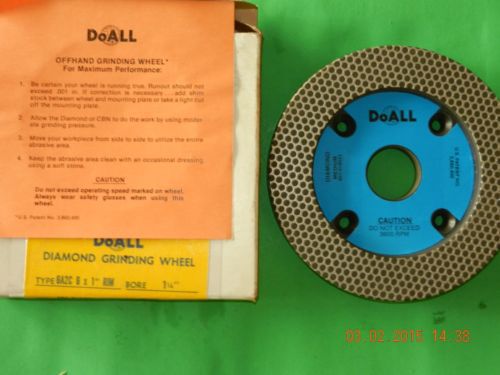 DoALL
OFFHAND GRINDING WHEEL*
For Maximum Performance:
1. Be certain your wheel is running true. Runout should not
exceed .001 in. If correction is necessary... add shim
stock between wheel and mounting plate or take a light cut
off the mounting plate.
2. Allow the Diamond or CBN to do the work by using moder-
ate grinding pressure.
3. Move your workpiece from side to side to utilize the entire
abrasive area.
4. Keep the abrasive area clean with an occasional dressing,
using a soft stone.
CAUTION
Do not exceed operating speed marked on wheel.
Always wear safety glasses when using this
wheel.
*U.S. Patent No.
DoALL
DIAMOND GRINDING WHEEL
TYPE 6A2C 8 x 1" RIM BORE 1¼"
DoALL
DIAMOND
U.S. PATENT NO.
CAUTION
DO NOT EXCEED
3600 RPM
03.02.2015 14:38